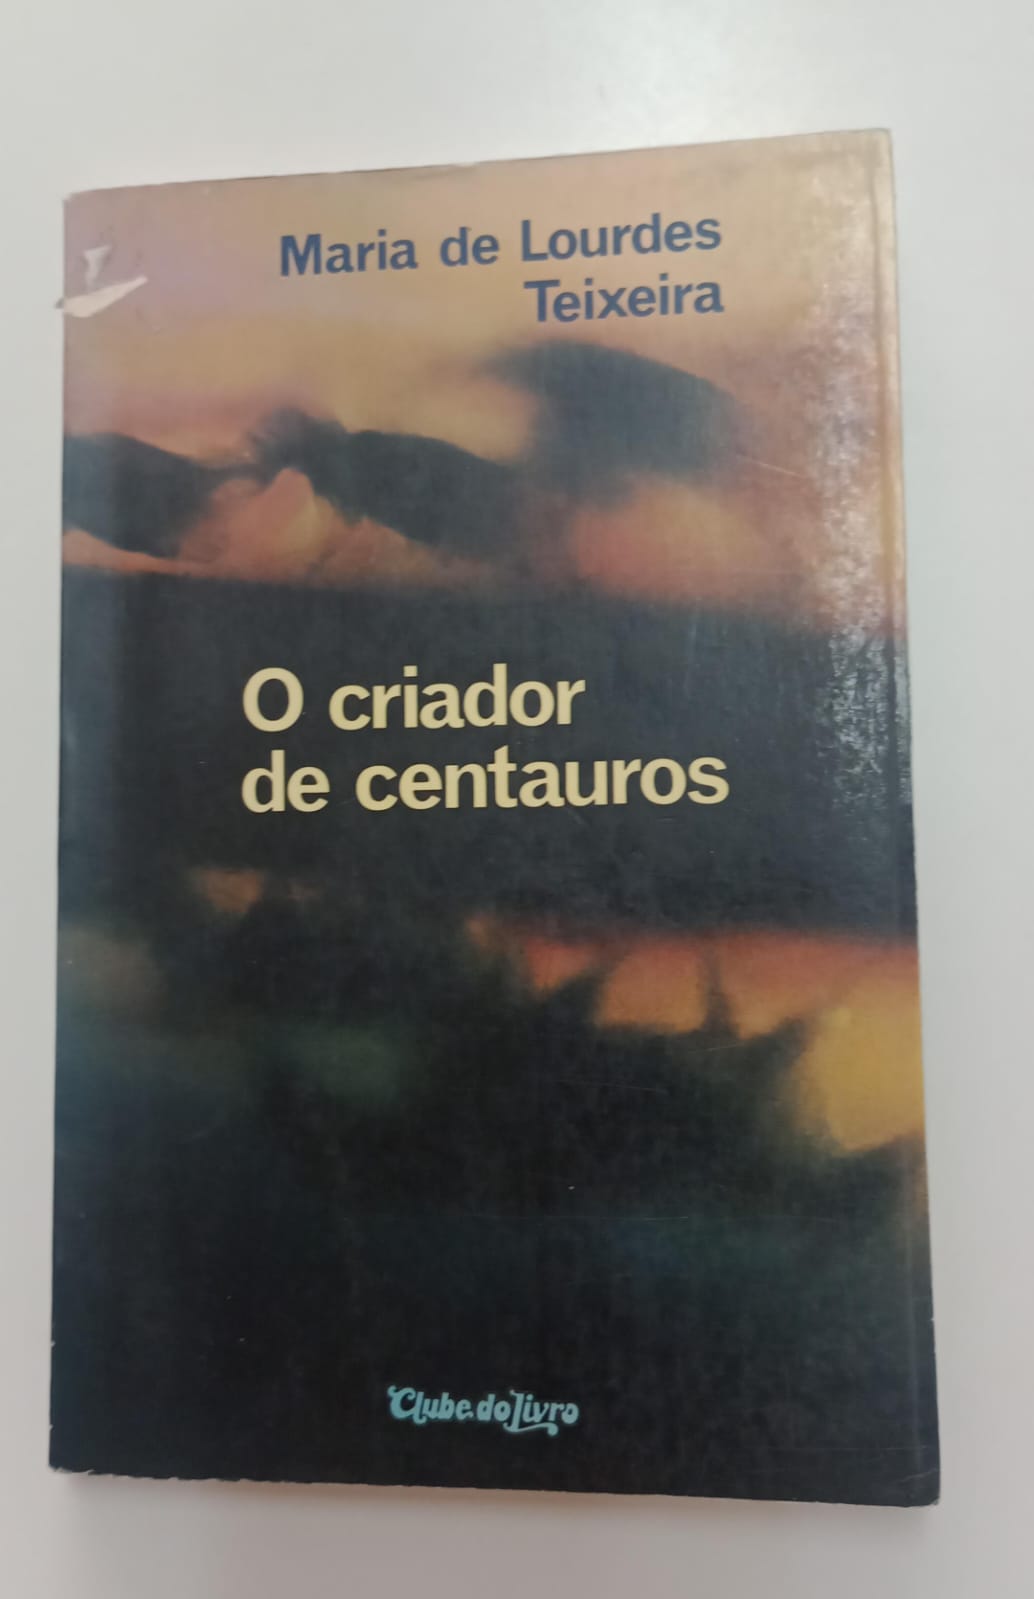 Maria de Lourdes
Teixeira
O criador
de centauros
Clube do Livro